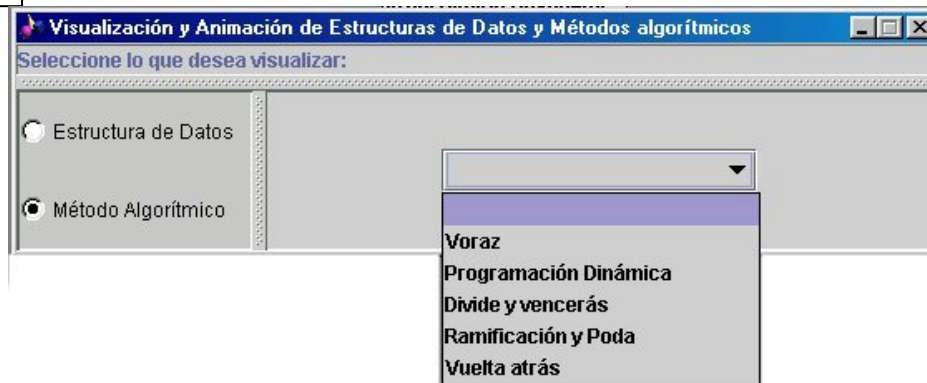 Visualización y Animación de Estructuras de Datos y Métodos algorítmicos
Seleccione lo que desea visualizar:
Estructura de Datos
Método Algorítmico
Voraz
Programación Dinámica
Divide y vencerás
Ramificación y Poda
Vuelta atrás